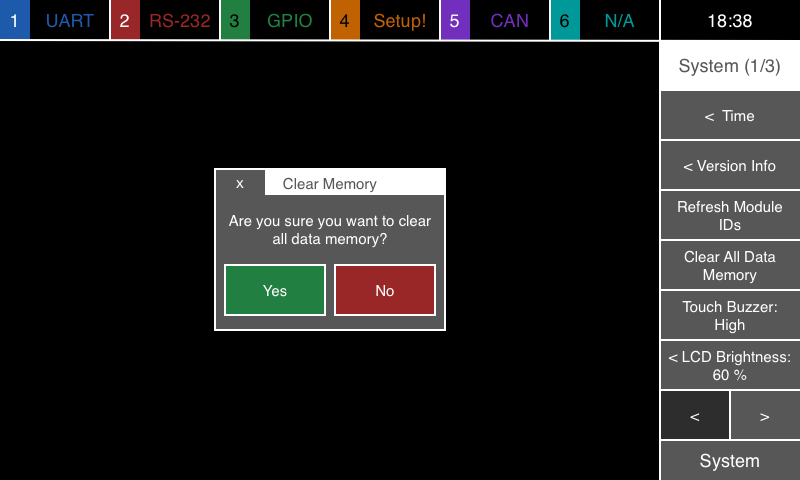 1 UART 2 RS-232 3 GPIO 4 Setup! 5 CAN 6 N/A 18:38
System (1/3)
< Time
< Version Info
Refresh Module
IDs
Clear All Data
Memory
Touch Buzzer:
High
< LCD Brightness:
60 %
< >
System
x Clear Memory
Are you sure you want to clear
all data memory?
Yes No